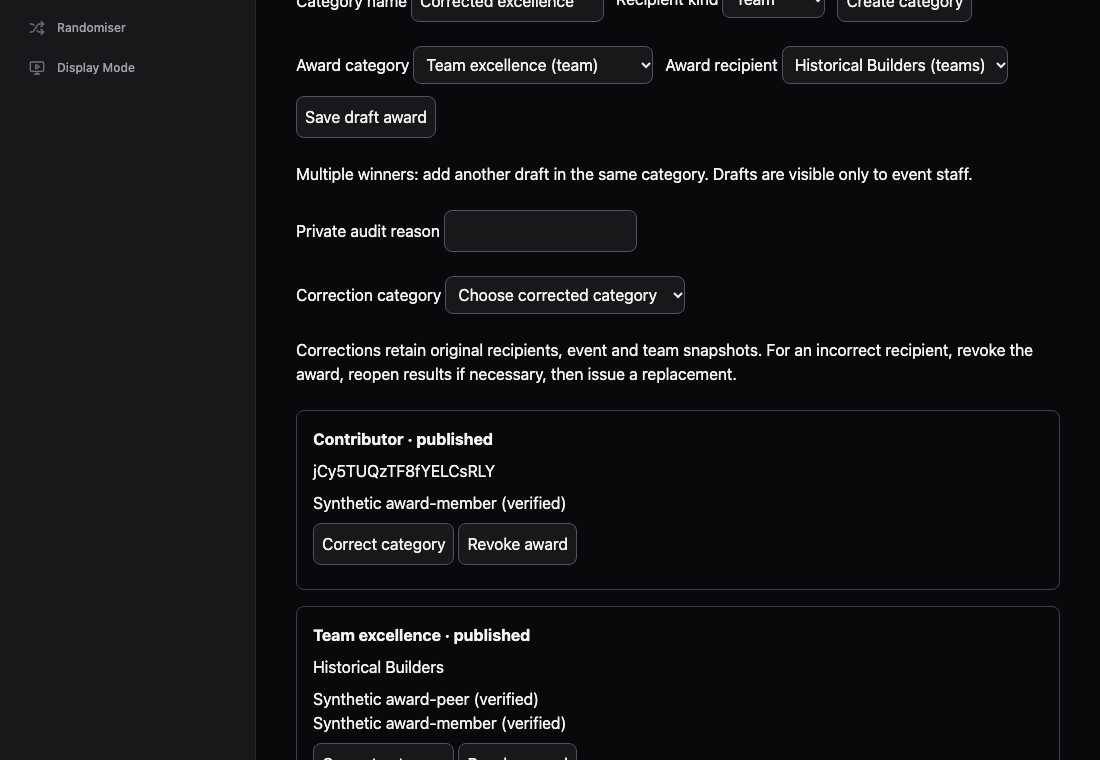 Randomiser
Display Mode
Category name Corrected excellence Recipient kind Team Create category
Award category Team excellence (team) Award recipient Historical Builders (teams)
Save draft award
Multiple winners: add another draft in the same category. Drafts are visible only to event staff.
Private audit reason
Correction category Choose corrected category
Corrections retain original recipients, event and team snapshots. For an incorrect recipient, revoke the
award, reopen results if necessary, then issue a replacement.
Contributor · published
jCy5TUQzTF8fYELCsRLY
Synthetic award-member (verified)
Correct category Revoke award
Team excellence · published
Historical Builders
Synthetic award-peer (verified)
Synthetic award-member (verified)